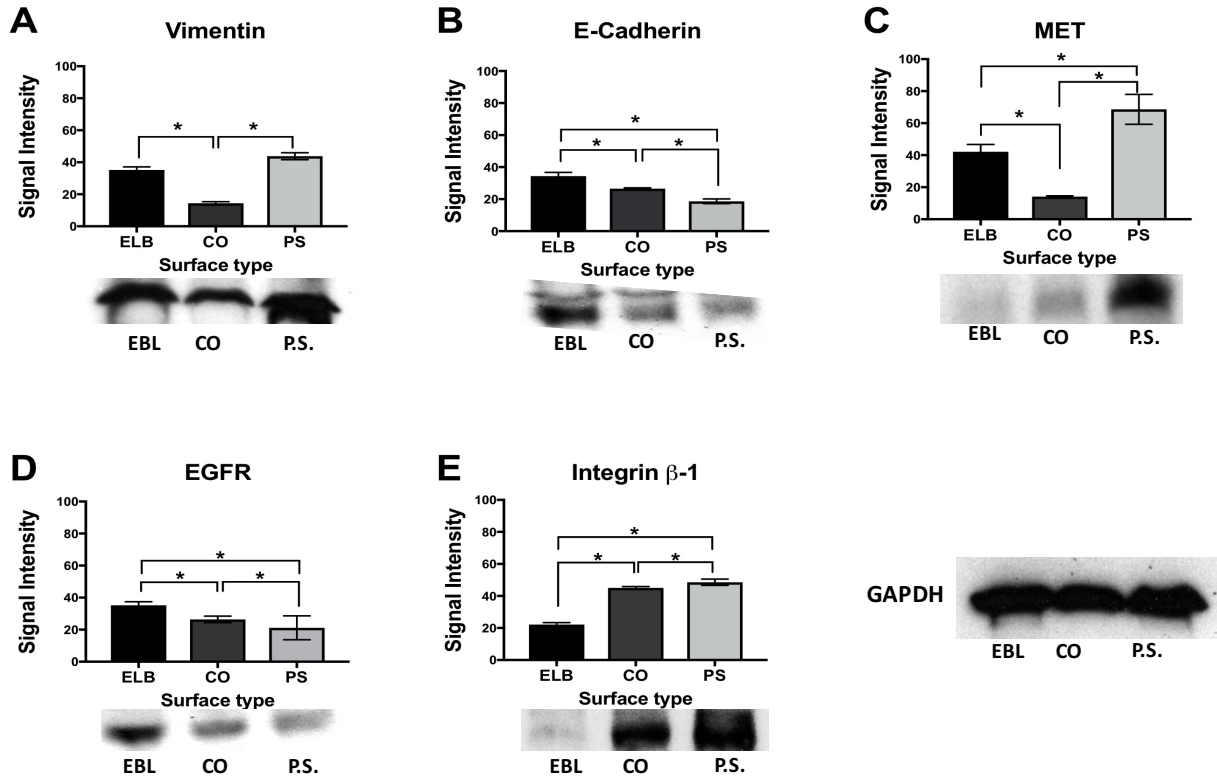 A
Vimentin
Signal Intensity
100
80
60
40
20
0
*
*
ELB CO PS
Surface type
EBL CO P.S.
B
E-Cadherin
Signal Intensity
100
80
60
40
20
0
*
*
*
ELB CO PS
Surface type
EBL CO P.S.
C
MET
Signal Intensity
100
80
60
40
20
0
*
*
*
ELB CO PS
Surface type
EBL CO P.S.
D
EGFR
Signal Intensity
100
80
60
40
20
0
*
*
*
ELB CO PS
Surface type
EBL CO P.S.
E
Integrin β-1
Signal Intensity
100
80
60
40
20
0
*
*
*
ELB CO PS
Surface type
EBL CO P.S.
GAPDH
EBL CO P.S.